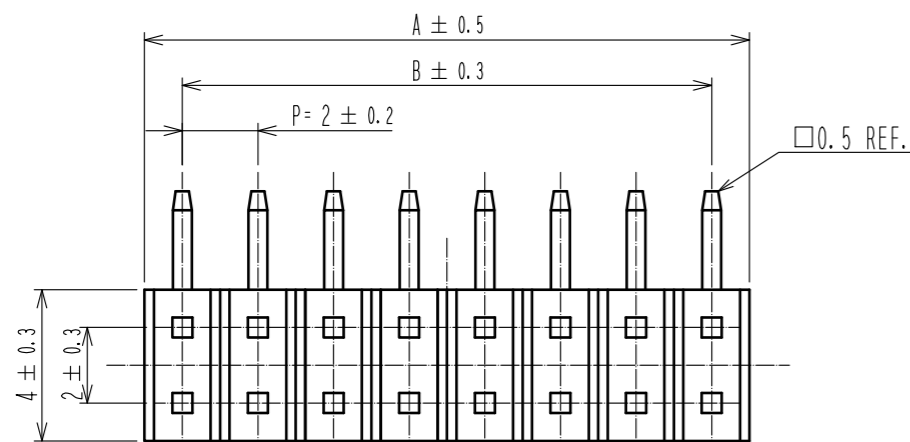 A ± 0.5
B ± 0.3
P= 2 ± 0.2
□0.5 REF.
4 ± 0.3
2 ± 0.3